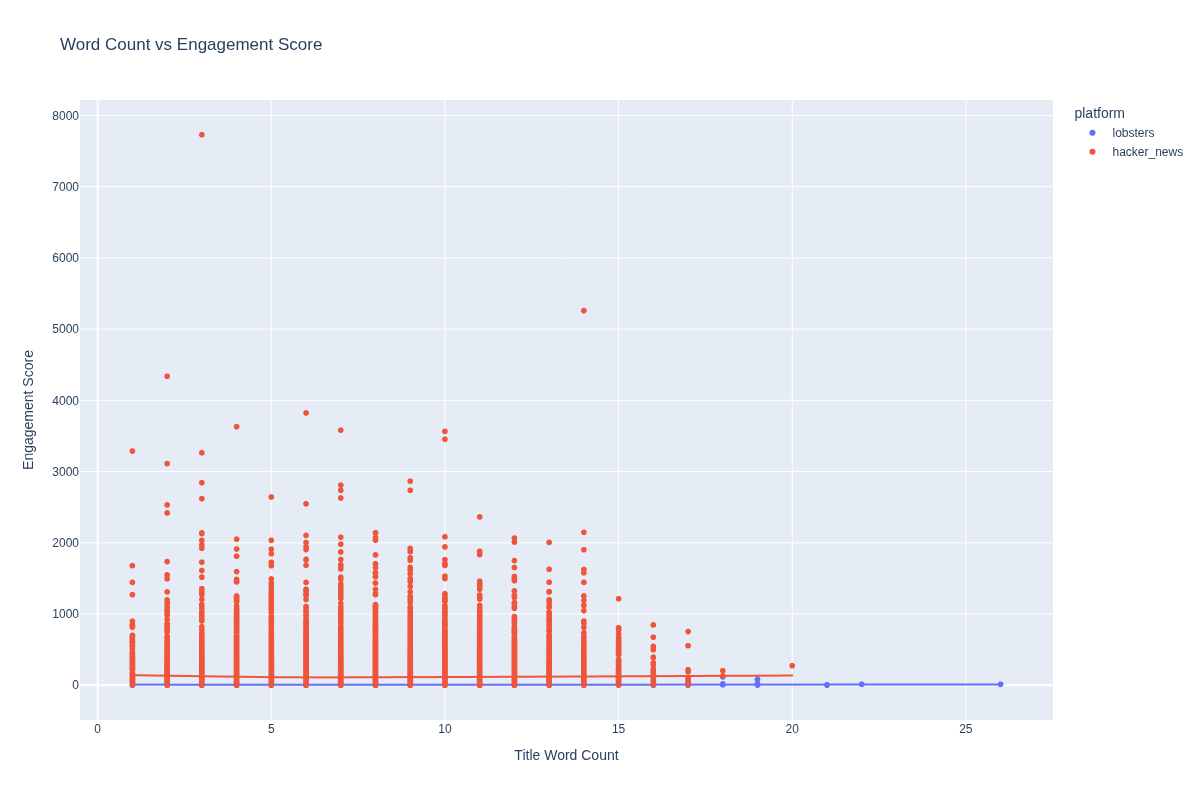 Word Count vs Engagement Score
platform
lobsters
hacker_news
8000
7000
6000
5000
4000
3000
2000
1000
0
Engagement Score
0 5 10 15 20 25
Title Word Count